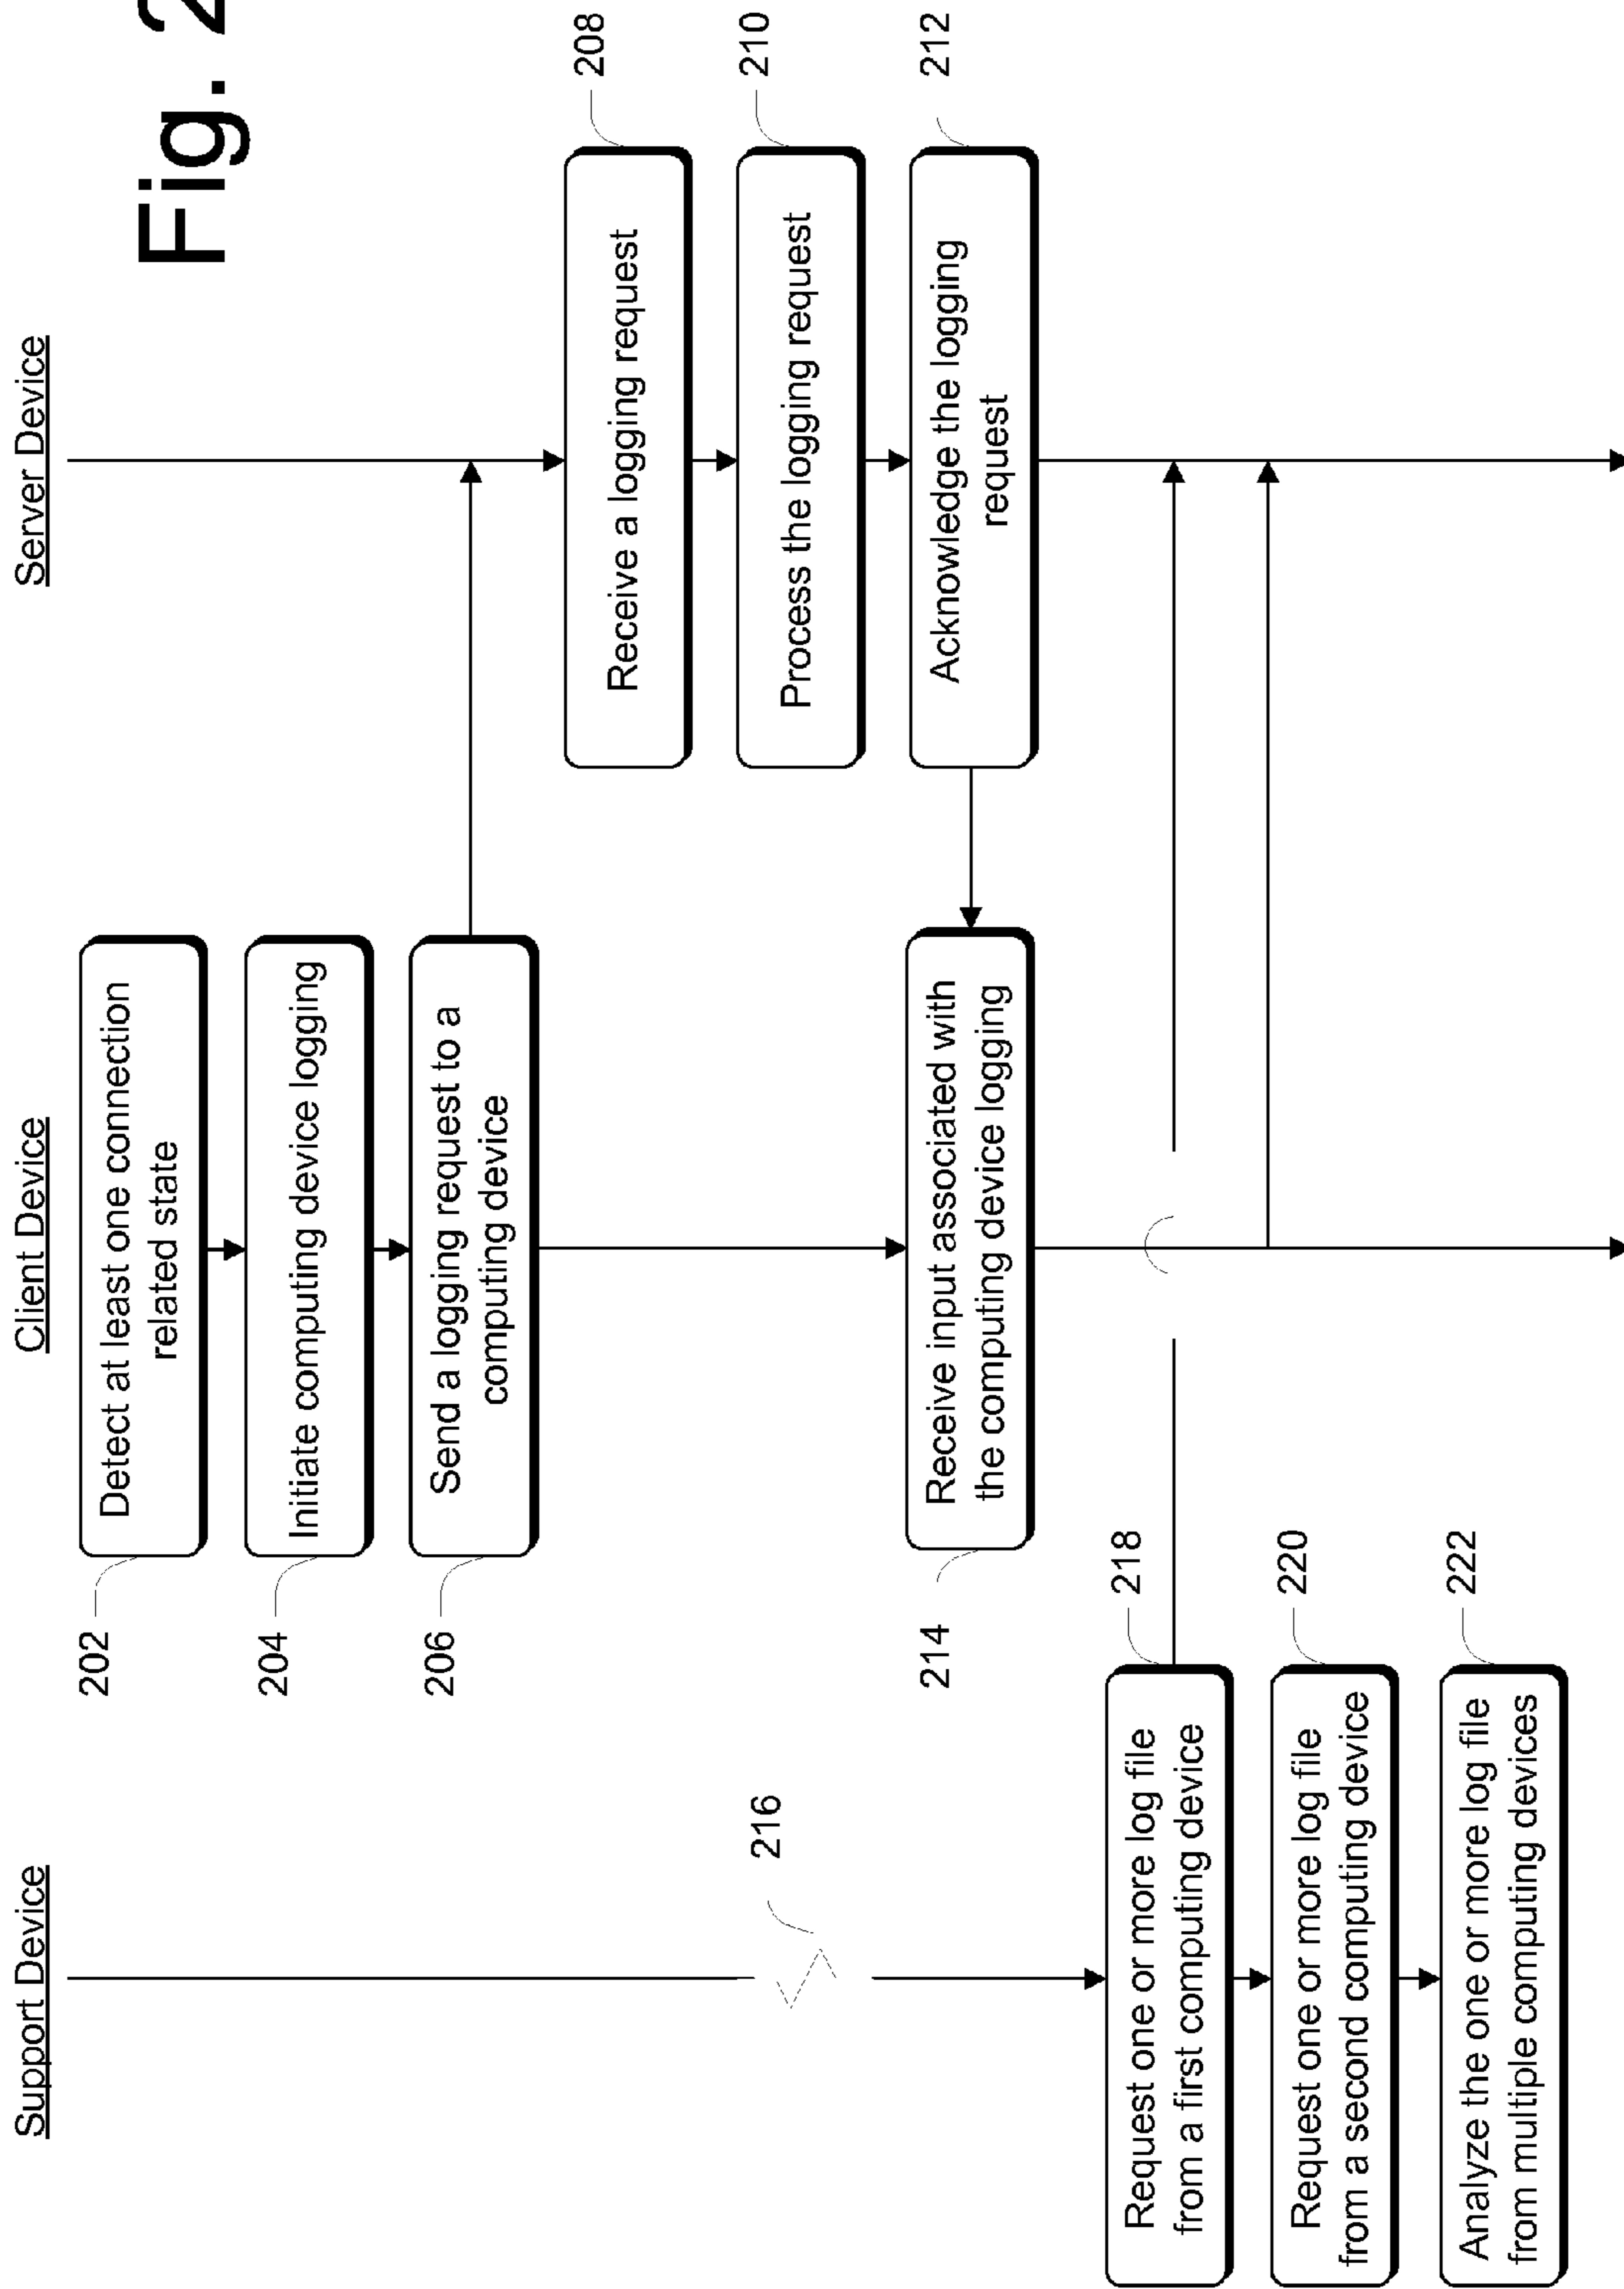 Fig. 2
Support Device
Client Device
Server Device
202
Detect at least one connection
related state
204
Initiate computing device logging
206
Send a logging request to a
computing device
208
Receive a logging request
210
Process the logging request
212
Acknowledge the logging
request
214
Receive input associated with
the computing device logging
216
218
Request one or more log file
from a first computing device
220
Request one or more log file
from a second computing device
222
Analyze the one or more log file
from multiple computing devices